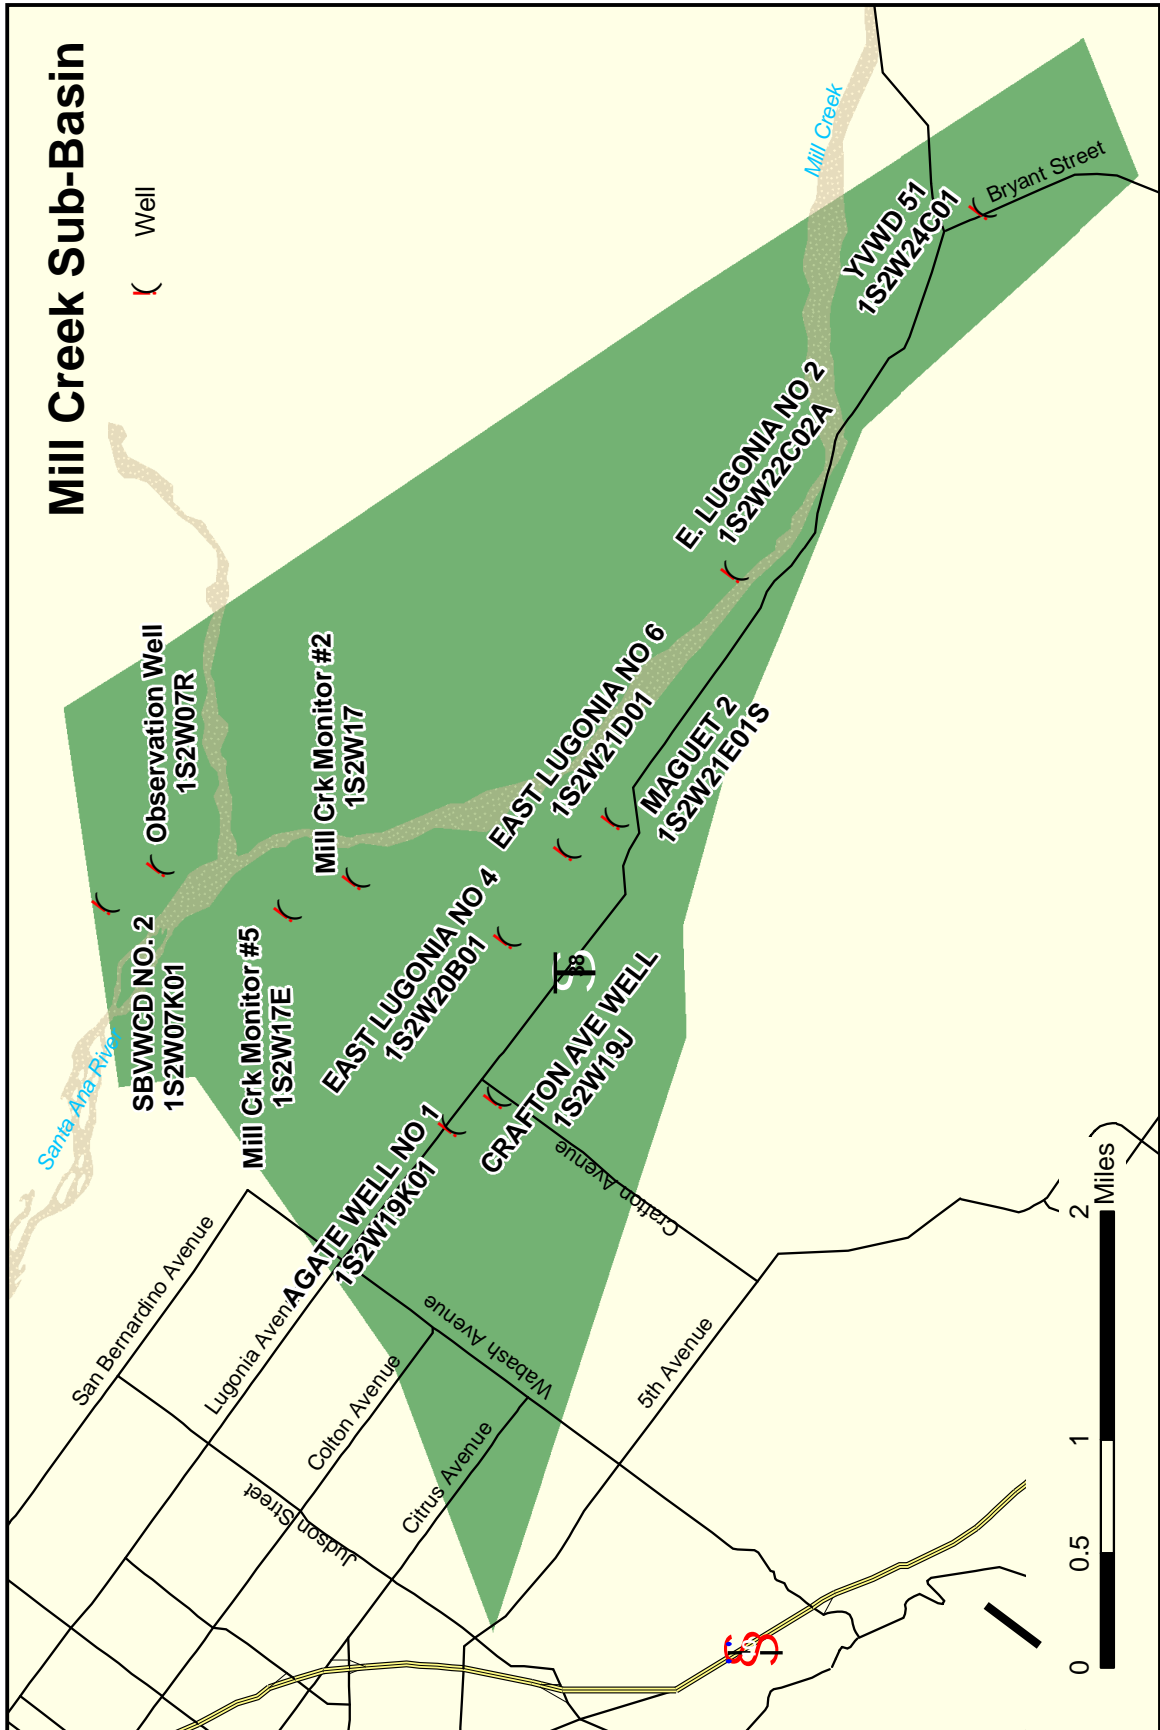 Mill Creek Sub-Basin
Well
Mill Creek
Santa Ana River
SBVWCD NO. 2
1S2W07K01
Observation Well
1S2W07R
Mill Crk Monitor #5
1S2W17E
Mill Crk Monitor #2
1S2W17
EAST LUGONIA NO 4
1S2W20B01
EAST LUGONIA NO 6
1S2W21D01
MAGUET 2
1S2W21E01S
E. LUGONIA NO 2
1S2W22C02A
YVWD 51
1S2W24C01
Bryant Street
AGATE WELL NO 1
1S2W19K01
CRAFTON AVE WELL
1S2W19J
38
Crafton Avenue
San Bernardino Avenue
Lugonia Avenue
Colton Avenue
Citrus Avenue
Judson Street
Wabash Avenue
5th Avenue
0 0.5 1 2
Miles